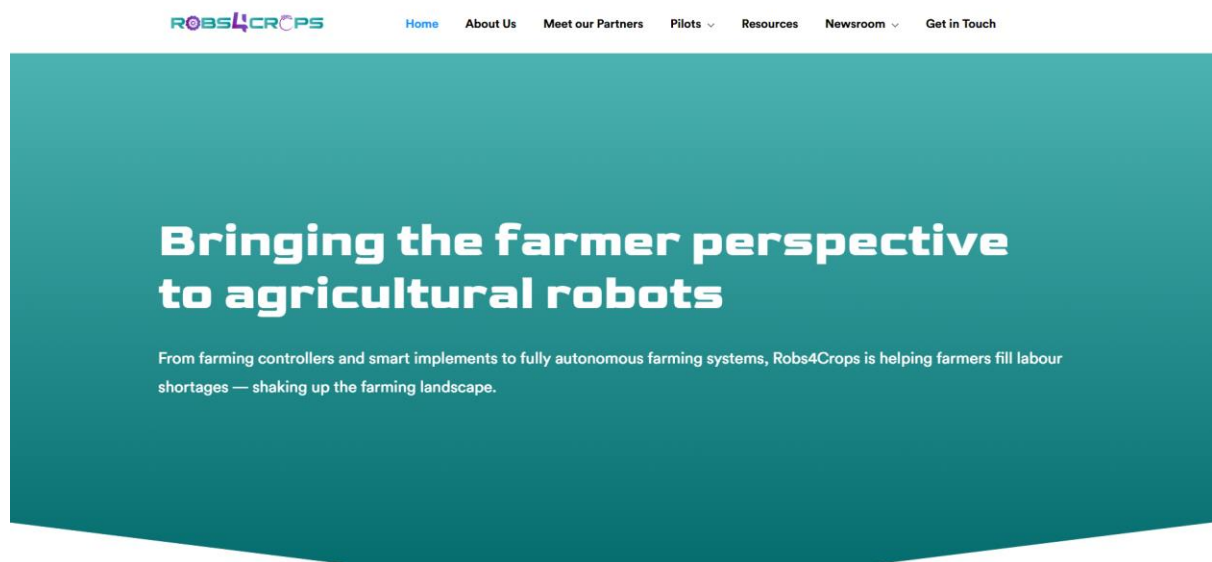 ROBS4CROPS
Home About Us Meet our Partners Pilots Resources Newsroom Get in Touch
Bringing the farmer perspective
to agricultural robots
From farming controllers and smart implements to fully autonomous farming systems, Robs4Crops is helping farmers fill labour
shortages — shaking up the farming landscape.